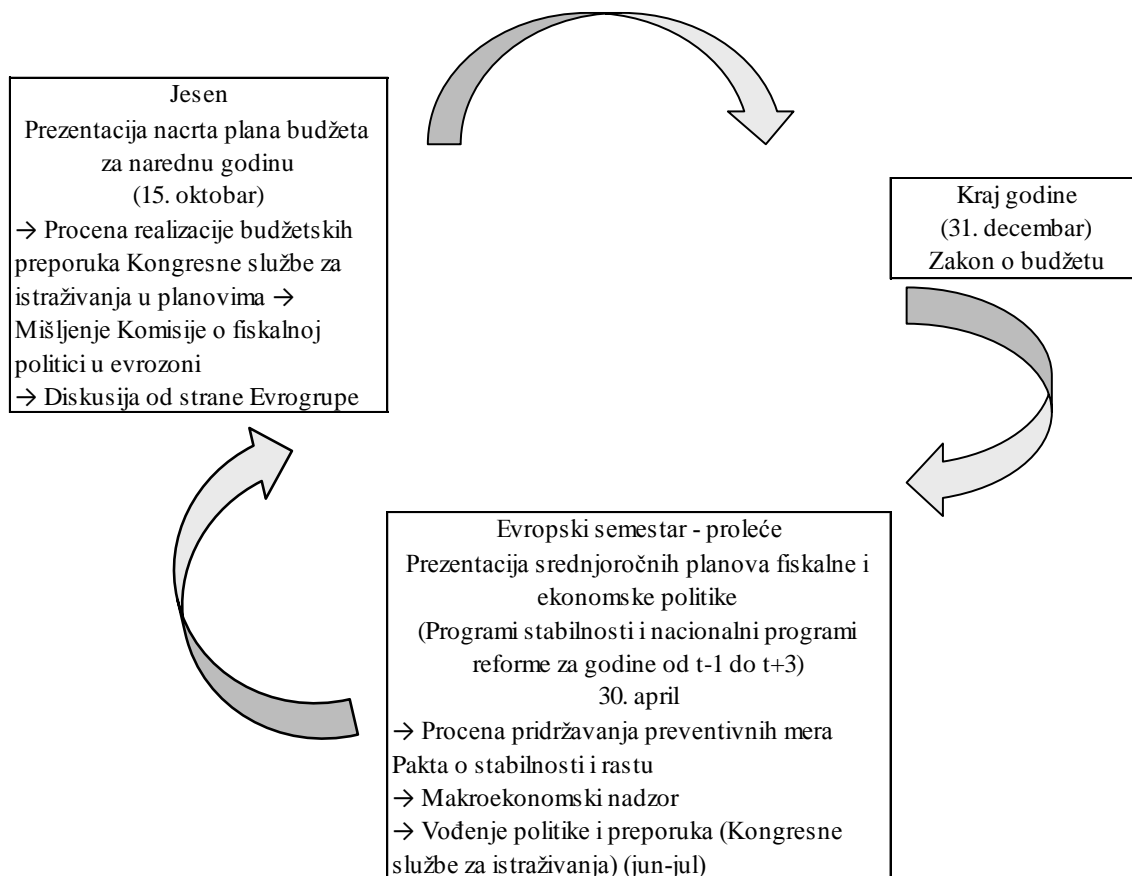 Jesen
Prezentacija nacrta plana budžeta
za narednu godinu
(15. oktobar)
→ Procena realizacije budžetskih
preporuka Kongresne službe za
istraživanja u planovima →
Mišljenje Komisije o fiskalnoj
politici u evrozoni
→ Diskusija od strane Evrogrupe
Kraj godine
(31. decembar)
Zakon o budžetu
Evropski semestar - proleće
Prezentacija srednjoročnih planova fiskalne i
ekonomske politike
(Programi stabilnosti i nacionalni programi
reforme za godine od t-1 do t+3)
30. april
→ Procena pridržavanja preventivnih mera
Pakta o stabilnosti i rastu
→ Makroekonomski nadzor
→ Vođenje politike i preporuka (Kongresne
službe za istraživanja) (jun-jul)